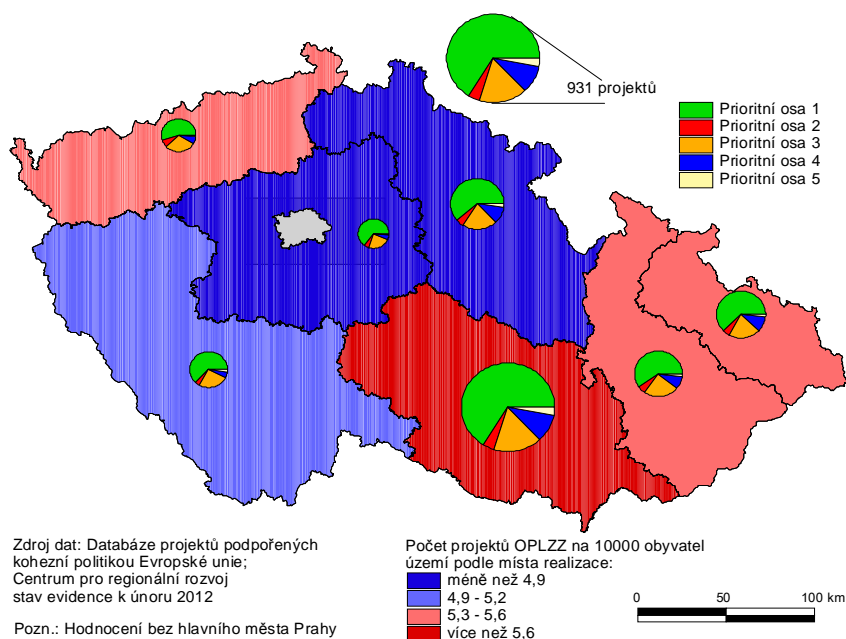 931 projektů
Prioritní osa 1
Prioritní osa 2
Prioritní osa 3
Prioritní osa 4
Prioritní osa 5
Zdroj dat: Databáze projektů podpořených
kohezní politikou Evropské unie;
Centrum pro regionální rozvoj
stav evidence k únoru 2012
Pozn.: Hodnocení bez hlavního města Prahy
Počet projektů OPLZZ na 10000 obyvatel
území podle místa realizace:
méně než 4,9
4,9 - 5,2
5,3 - 5,6
více než 5,6
0 50 100 km